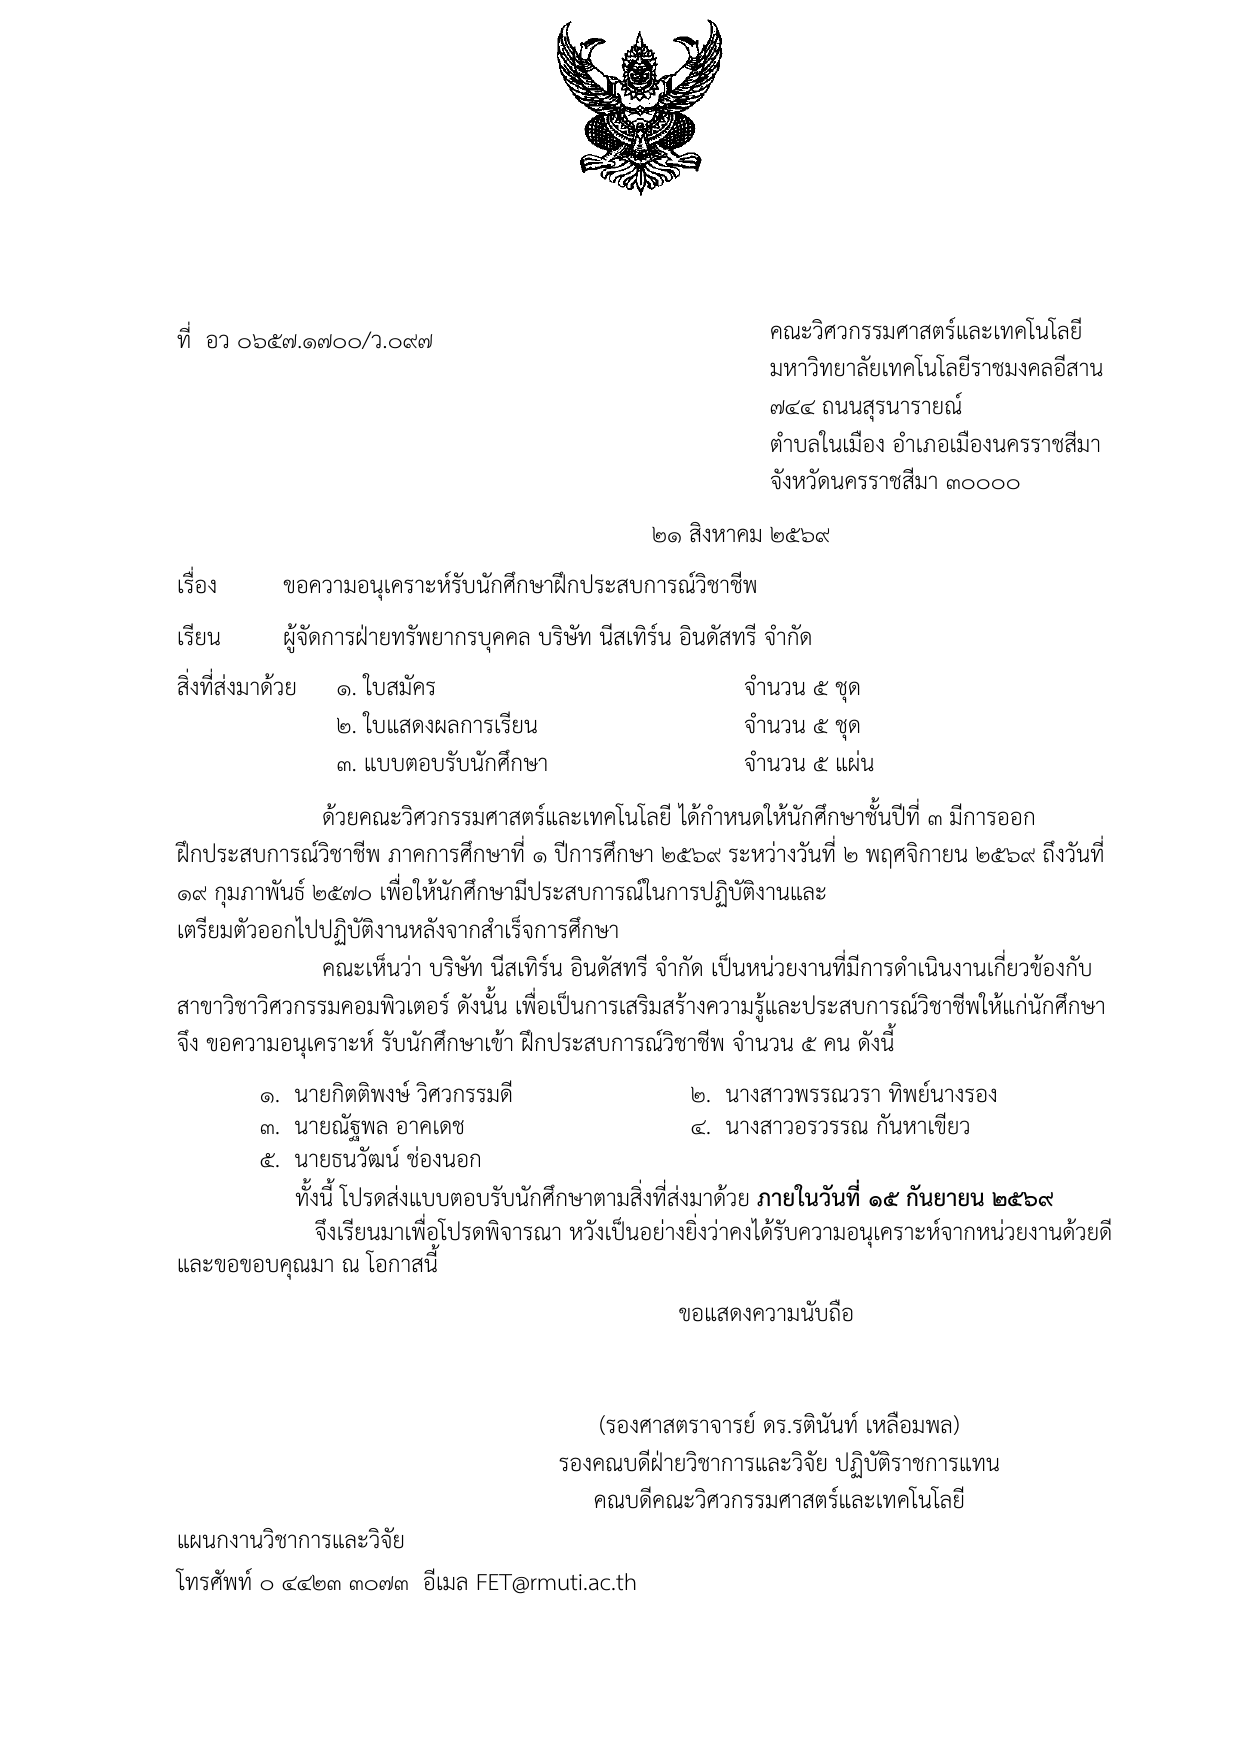 ที่ อว ๐๖๕๗.๑๗๐๐/ว.๐๙๗
คณะวิศวกรรมศาสตร์และเทคโนโลยี
มหาวิทยาลัยเทคโนโลยีราชมงคลอีสาน
๗๔๔ ถนนสุรนารายณ์
ตำบลในเมือง อำเภอเมืองนครราชสีมา
จังหวัดนครราชสีมา ๓๐๐๐๐
๒๑ สิงหาคม ๒๕๖๙
เรื่อง ขอความอนุเคราะห์รับนักศึกษาฝึกประสบการณ์วิชาชีพ
เรียน ผู้จัดการฝ่ายทรัพยากรบุคคล บริษัท นีสเทิร์น อินดัสทรี จำกัด
สิ่งที่ส่งมาด้วย ๑. ใบสมัคร จำนวน ๕ ชุด
๒. ใบแสดงผลการเรียน จำนวน ๕ ชุด
๓. แบบตอบรับนักศึกษา จำนวน ๕ แผ่น
ด้วยคณะวิศวกรรมศาสตร์และเทคโนโลยี ได้กำหนดให้นักศึกษาชั้นปีที่ ๓ มีการออก
ฝึกประสบการณ์วิชาชีพ ภาคการศึกษาที่ ๑ ปีการศึกษา ๒๕๖๙ ระหว่างวันที่ ๒ พฤศจิกายน ๒๕๖๙ ถึงวันที่
๑๙ กุมภาพันธ์ ๒๕๗๐ เพื่อให้นักศึกษามีประสบการณ์ในการปฏิบัติงานและ
เตรียมตัวออกไปปฏิบัติงานหลังจากสำเร็จการศึกษา
คณะเห็นว่า บริษัท นีสเทิร์น อินดัสทรี จำกัด เป็นหน่วยงานที่มีการดำเนินงานเกี่ยวข้องกับ
สาขาวิชาวิศวกรรมคอมพิวเตอร์ ดังนั้น เพื่อเป็นการเสริมสร้างความรู้และประสบการณ์วิชาชีพให้แก่นักศึกษา
จึง ขอความอนุเคราะห์ รับนักศึกษาเข้า ฝึกประสบการณ์วิชาชีพ จำนวน ๕ คน ดังนี้
๑. นายกิตติพงษ์ วิศวกรรมดี ๒. นางสาวพรรณวรา ทิพย์นางรอง
๓. นายณัฐพล อาคเดช ๔. นางสาวอรวรรณ กันหาเขียว
๕. นายธนวัฒน์ ช่องนอก
ทั้งนี้ โปรดส่งแบบตอบรับนักศึกษาตามสิ่งที่ส่งมาด้วย ภายในวันที่ ๑๕ กันยายน ๒๕๖๙
จึงเรียนมาเพื่อโปรดพิจารณา หวังเป็นอย่างยิ่งว่าคงได้รับความอนุเคราะห์จากหน่วยงานด้วยดี
และขอขอบคุณมา ณ โอกาสนี้
ขอแสดงความนับถือ
(รองศาสตราจารย์ ดร.รตินันท์ เหลือมพล)
รองคณบดีฝ่ายวิชาการและวิจัย ปฏิบัติราชการแทน
คณบดีคณะวิศวกรรมศาสตร์และเทคโนโลยี
แผนกงานวิชาการและวิจัย
โทรศัพท์ ๐ ๔๔๒๓ ๓๐๗๓ อีเมล FET@rmuti.ac.th